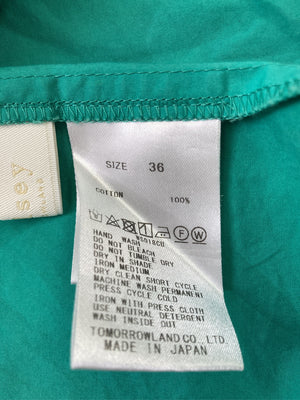 sey
SIZE 36
COTTON 100%
HAND WASH
DO NOT BLEACH
DO NOT TUMBLE DRY
DRY IN SHADE
IRON MEDIUM
DRY CLEAN SHORT CYCLE
MACHINE WASH PERMANENT
PRESS CYCLE COLD
IRON WITH PRESS CLOTH
USE NEUTRAL DETERGENT
WASH INSIDE OUT
TOMORROWLAND CO., LTD.
MADE IN JAPAN